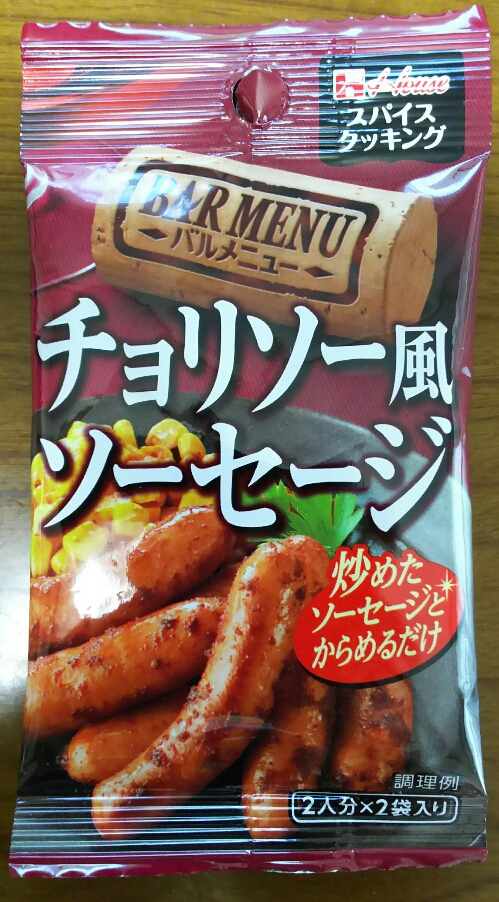 House
スパイス
クッキング
BAR MENU
バルメニュー
チョリソー風
ソーセージ
炒めた
ソーセージと
からめるだけ
調理例
2人分×2袋入り